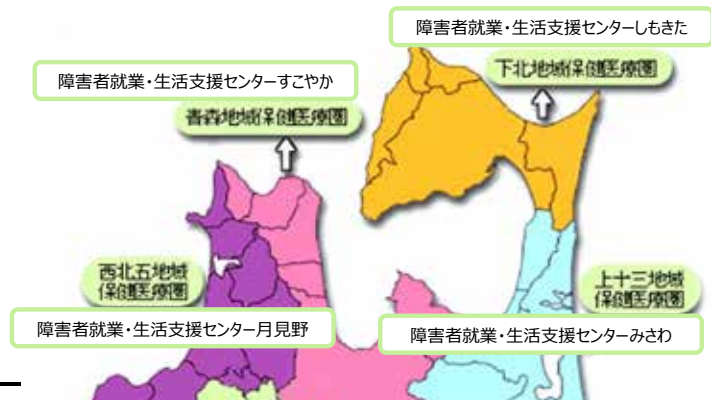 障害者就業・生活支援センターしもきた
下北地域保健医療圏
障害者就業・生活支援センターすこやか
青森地域保健医療圏
西北五地域
保健医療圏
上十三地域
保健医療圏
障害者就業・生活支援センター月見野
障害者就業・生活支援センターみさわ